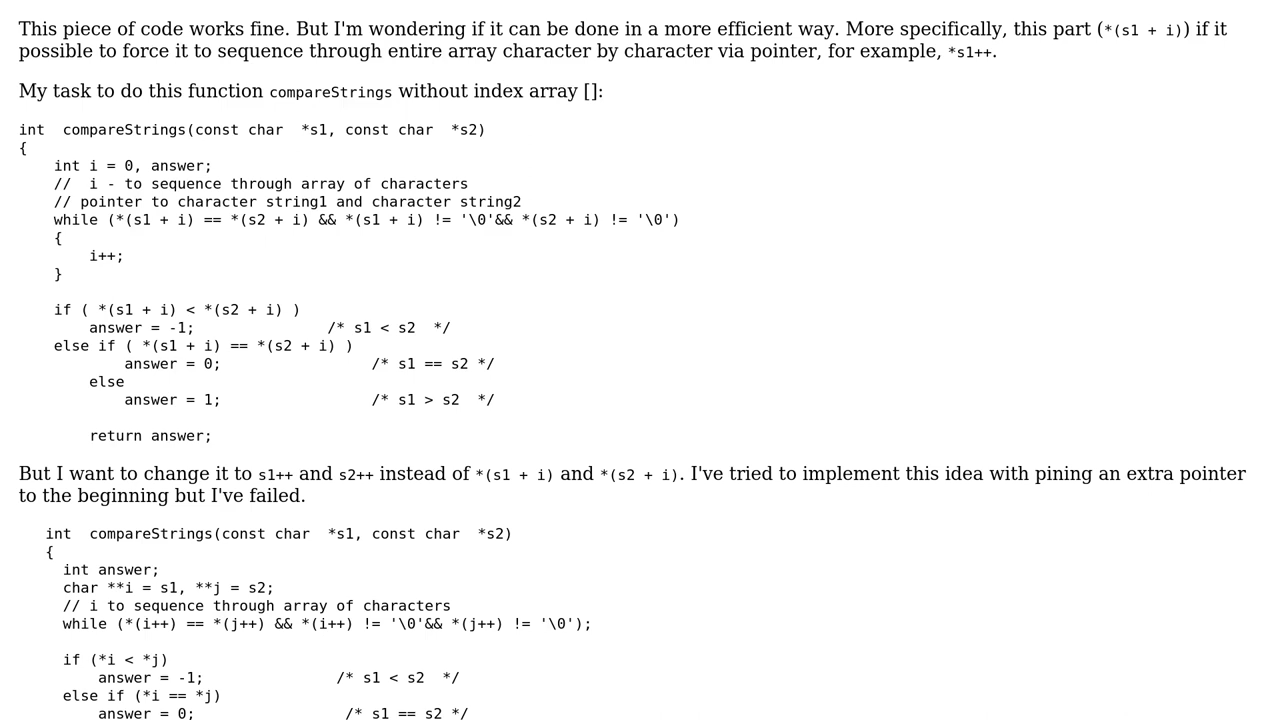 This piece of code works fine. But I'm wondering if it can be done in a more efficient way. More specifically, this part (*(s1 + i)) if it
possible to force it to sequence through entire array character by character via pointer, for example, *s1++.
My task to do this function compareStrings without index array []:
int  compareStrings(const char  *s1, const char  *s2)
{
    int i = 0, answer;
    //  i - to sequence through array of characters
    // pointer to character string1 and character string2
    while (*(s1 + i) == *(s2 + i) && *(s1 + i) != '\0'&& *(s2 + i) != '\0')
    {
        i++;
    }
    if ( *(s1 + i) < *(s2 + i) )
        answer = -1;               /* s1 < s2  */
    else if ( *(s1 + i) == *(s2 + i) )
            answer = 0;                 /* s1 == s2 */
        else
            answer = 1;                 /* s1 > s2  */
        return answer;
But I want to change it to s1++ and s2++ instead of *(s1 + i) and *(s2 + i). I've tried to implement this idea with pining an extra pointer
to the beginning but I've failed.
   int  compareStrings(const char  *s1, const char  *s2)
   {
     int answer;
     char **i = s1, **j = s2;
     // i to sequence through array of characters
     while (*(i++) == *(j++) && *(i++) != '\0'&& *(j++) != '\0');
     if (*i < *j)
         answer = -1;               /* s1 < s2  */
     else if (*i == *j)
         answer = 0;                 /* s1 == s2 */